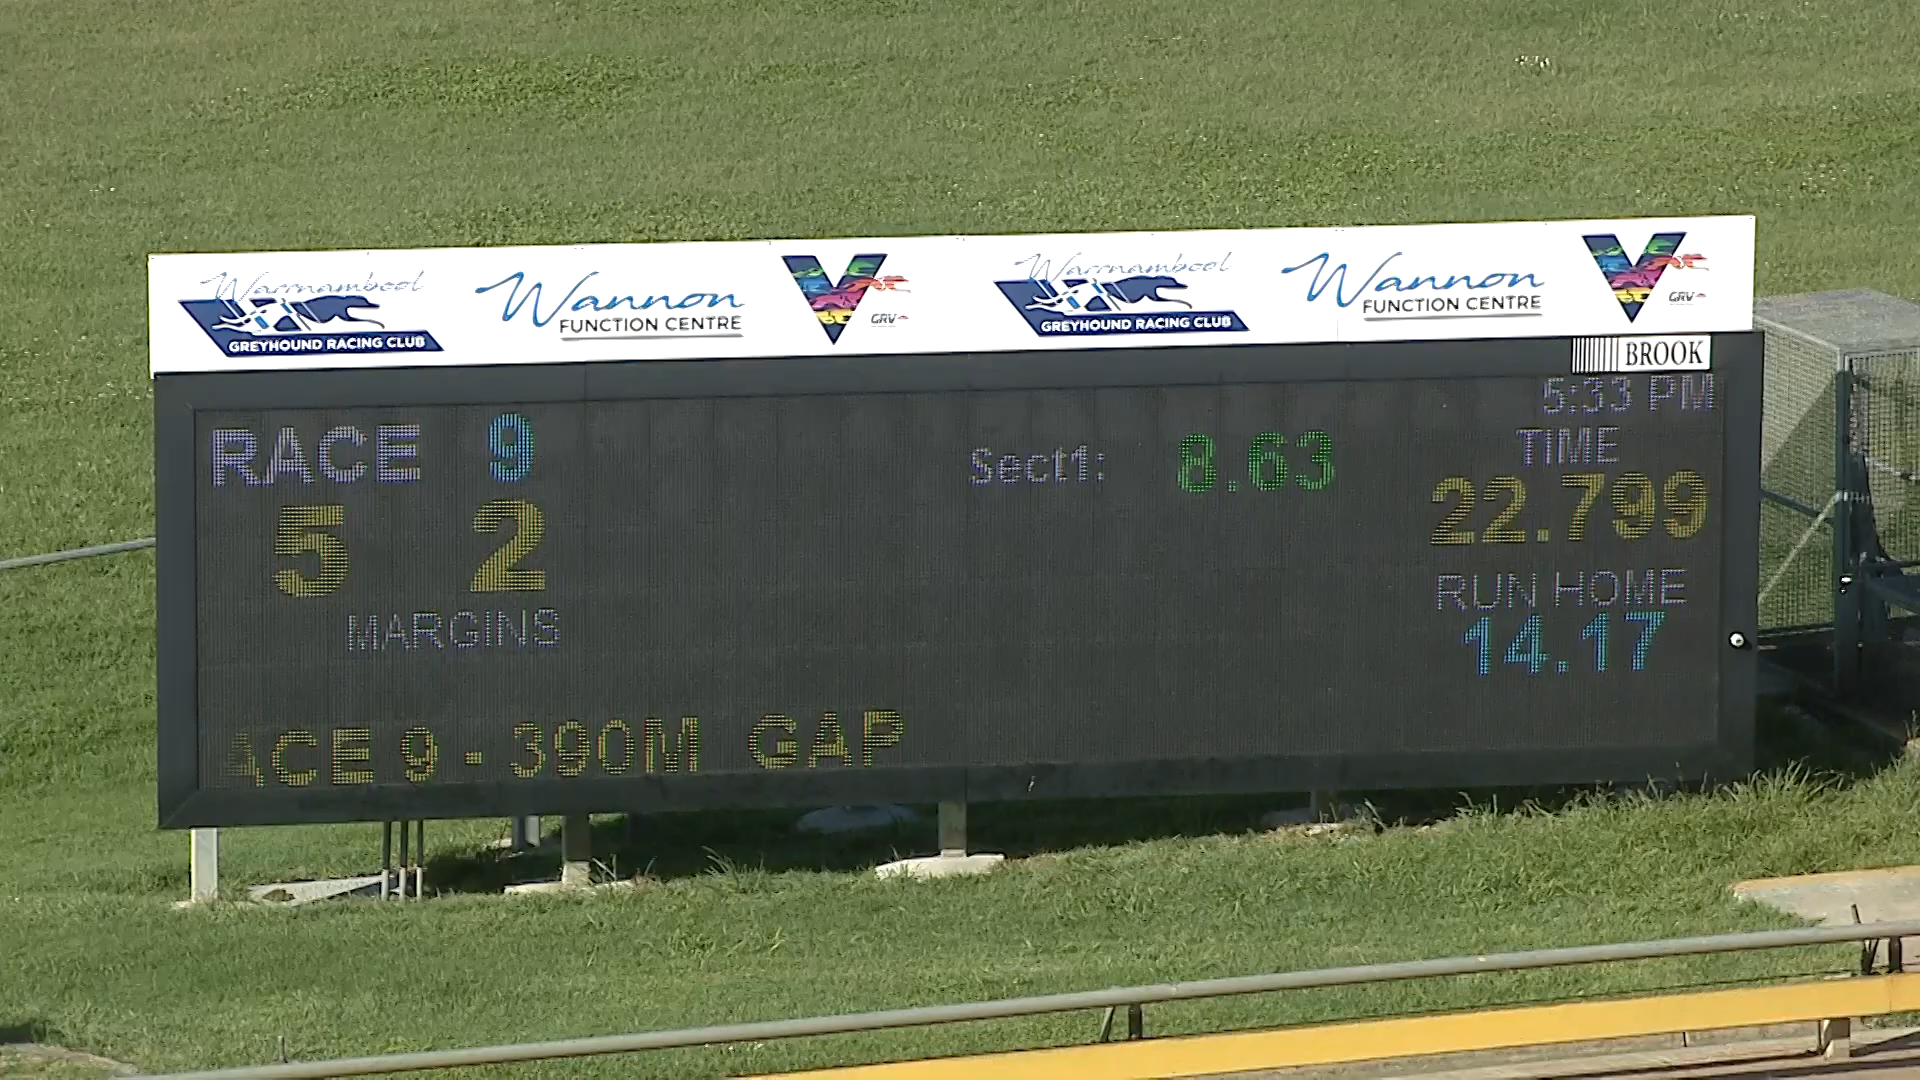 Warrnambool
GREYHOUND RACING CLUB
Wannon
FUNCTION CENTRE
V
GRV
Warrnambool
GREYHOUND RACING CLUB
Wannon
FUNCTION CENTRE
V
GRV
BROOK
5:33 PM
RACE 9
Sect1: 8.63
TIME
22.799
5 2
RUN HOME
14.17
MARGINS
ACE 9 - 390M GAP